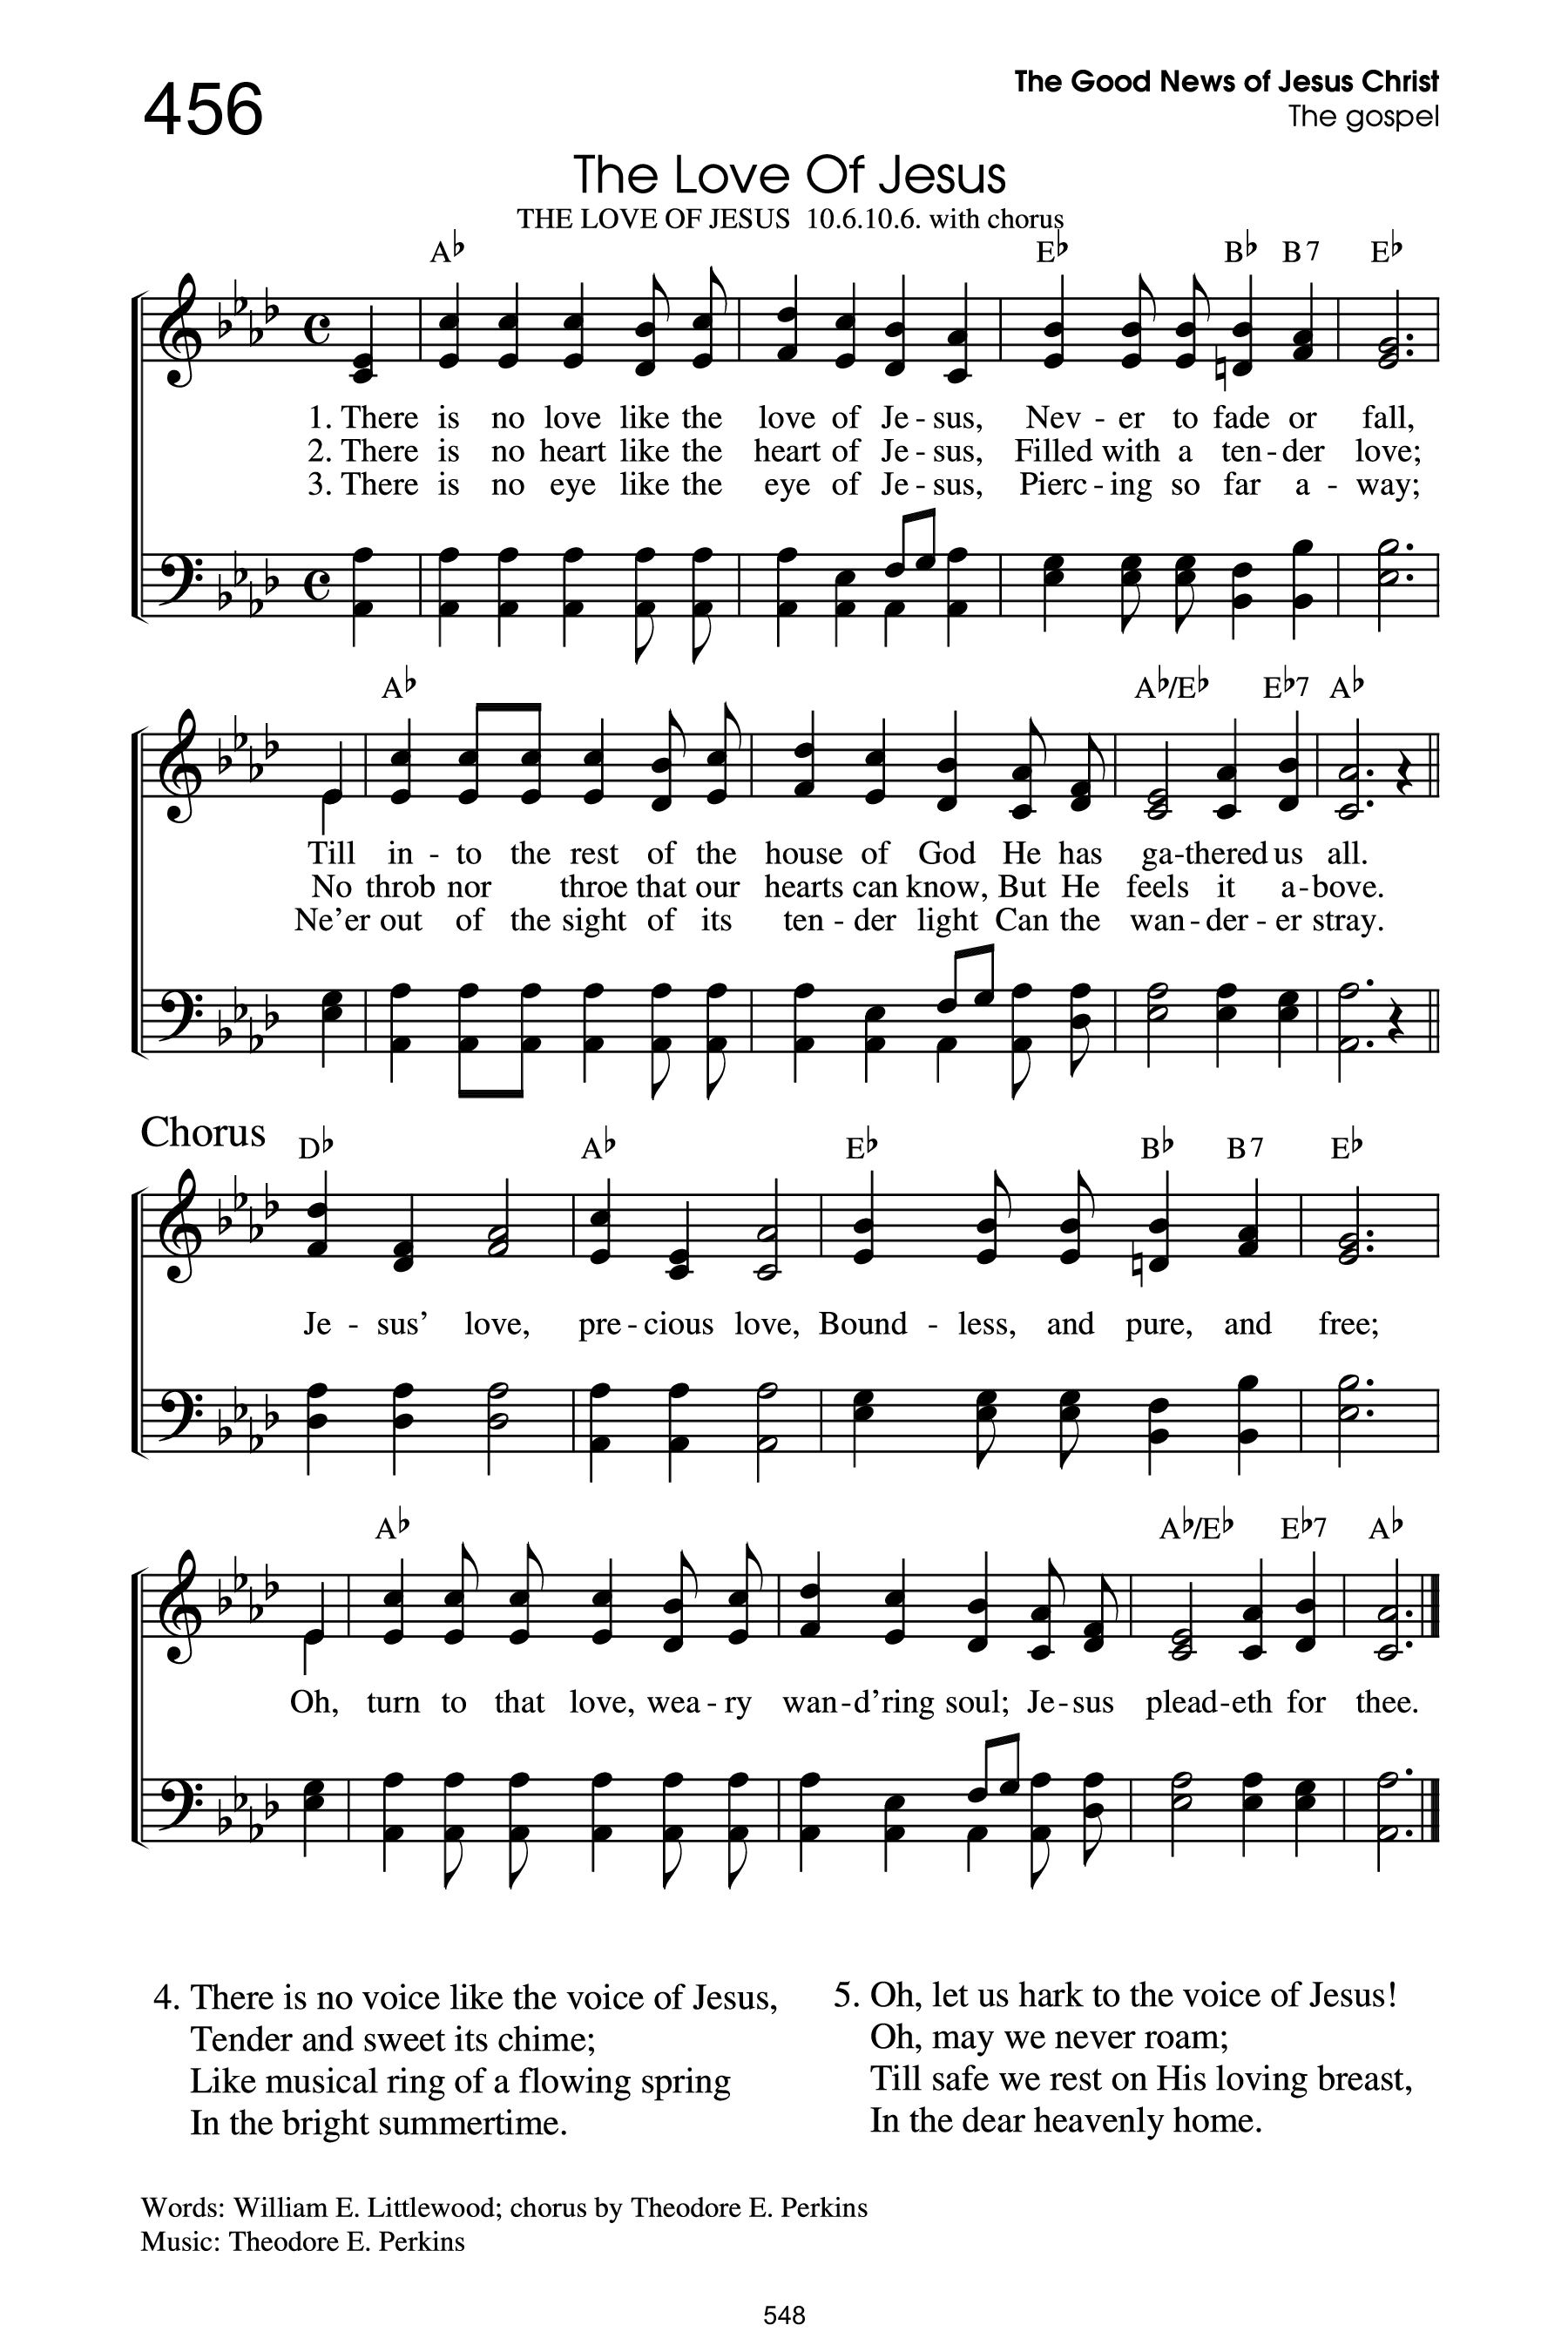 456
The Good News of Jesus Christ
The gospel
The Love Of Jesus
THE LOVE OF JESUS 10.6.10.6. with chorus
A♭ E♭ B♭ B7 E♭
1. There is no love like the love of Je - sus, Nev - er to fade or fall,
2. There is no heart like the heart of Je - sus, Filled with a ten - der love;
3. There is no eye like the eye of Je - sus, Pierc - ing so far a - way;
A♭ A♭/E♭ E♭7 A♭
Till in - to the rest of the house of God He has ga-thered us all.
No throb nor throe that our hearts can know, But He feels it a - bove.
Ne'er out of the sight of its ten - der light Can the wan - der - er stray.
Chorus
D♭ A♭ E♭ B♭ B7 E♭
Je - sus' love, pre - cious love, Bound - less, and pure, and free;
A♭ A♭/E♭ E♭7 A♭
Oh, turn to that love, wea - ry wan - d'ring soul; Je - sus plead - eth for thee.
4. There is no voice like the voice of Jesus,
Tender and sweet its chime;
Like musical ring of a flowing spring
In the bright summertime.
5. Oh, let us hark to the voice of Jesus!
Oh, may we never roam;
Till safe we rest on His loving breast,
In the dear heavenly home.
Words: William E. Littlewood; chorus by Theodore E. Perkins
Music: Theodore E. Perkins
548